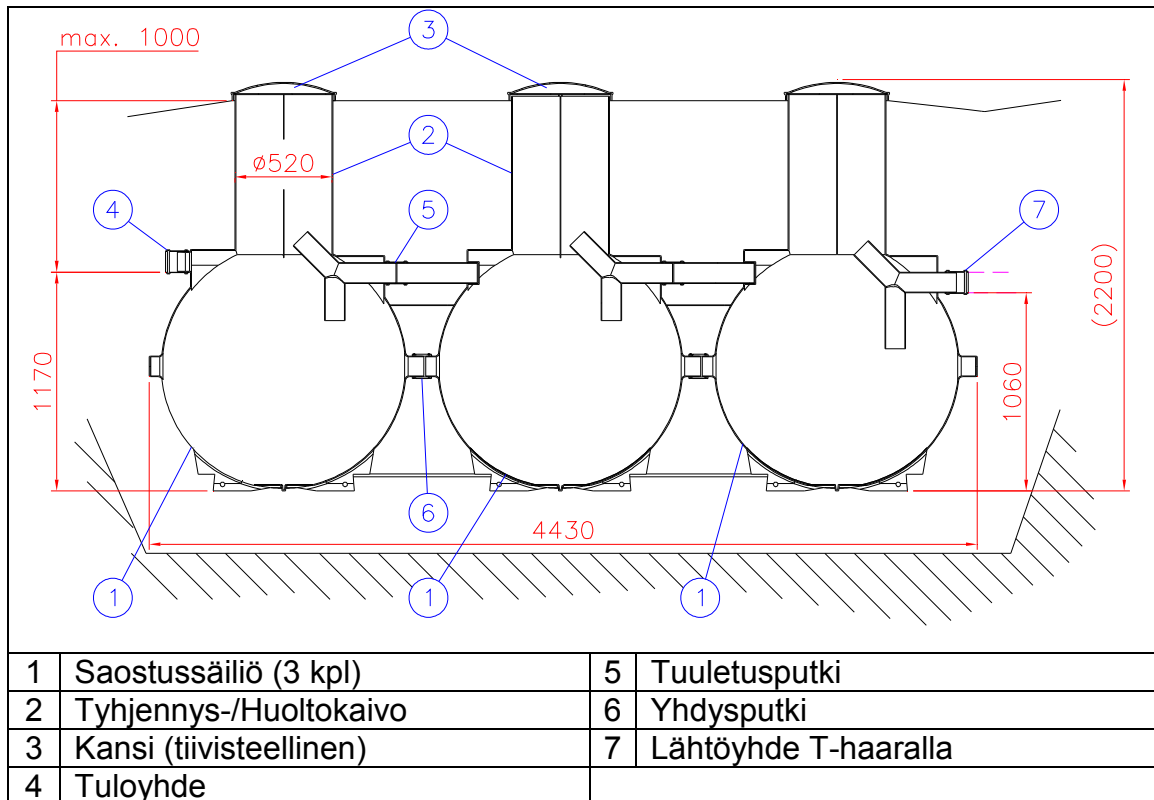 max. 1000
3
2
ø520
4
5
7
(2200)
1170
1060
6
4430
1
1
1
1 Saostussäiliö (3 kpl) 5 Tuuletusputki
2 Tyhjennys-/Huoltokaivo 6 Yhdysputki
3 Kansi (tiivisteellinen) 7 Lähtöyhde T-haaralla
4 Tuloyhde